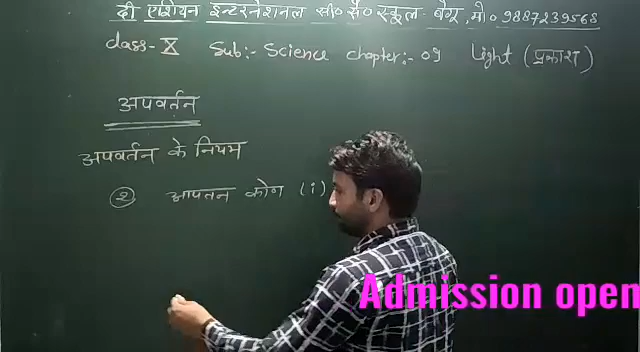 दी एशियन इन्टरनेशनल सी० सै० स्कूल - बेगू, मो० 9887239568
class - X Sub:- Science chapter:- 09 Light (प्रकाश)
अपवर्तन
अपवर्तन के नियम
② आपतन कोण (i)
Admission open